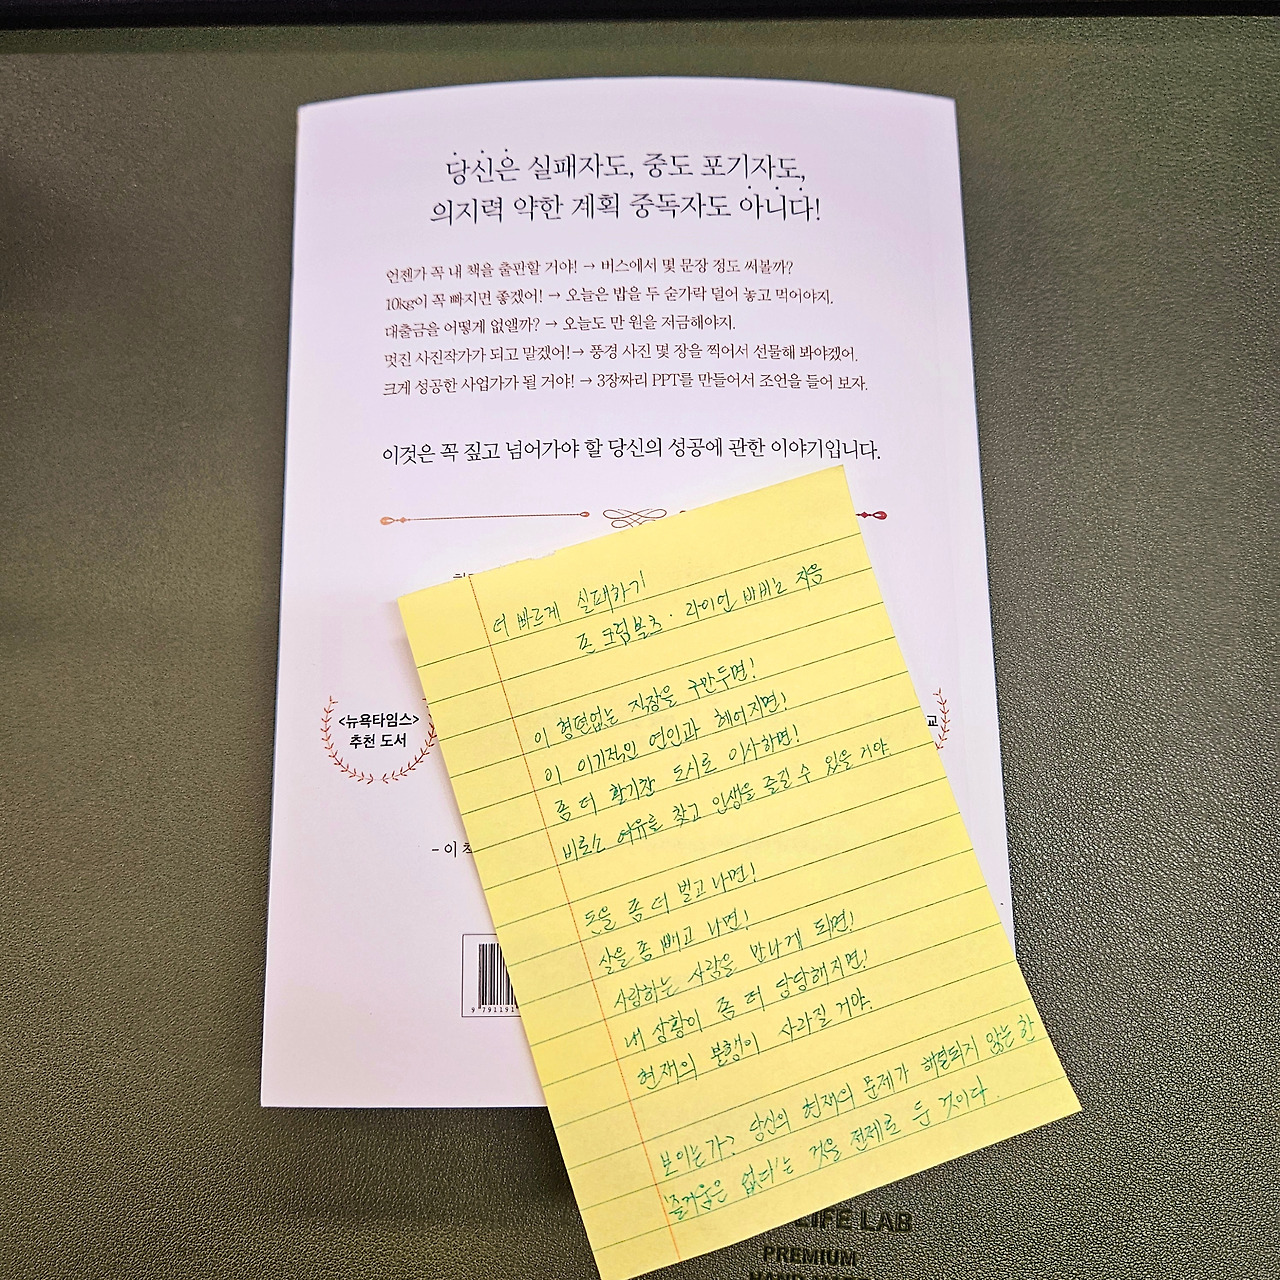 당신은 실패자도, 중도 포기자도,
의지력 약한 계획 중독자도 아니다!
언젠가 꼭 내 책을 출판할 거야! → 버스에서 몇 문장 정도 써볼까?
10kg이 꼭 빠지면 좋겠어! → 오늘은 밥을 두 숟가락 덜어 놓고 먹어야지.
대출금을 어떻게 없앨까? → 오늘도 만 원을 저금해야지.
멋진 사진작가가 되고 말겠어! → 풍경 사진 몇 장을 찍어서 선물해 봐야겠어.
크게 성공한 사업가가 될 거야! → 3장짜리 PPT를 만들어서 조언을 들어 보자.
이것은 꼭 짚고 넘어가야 할 당신의 성공에 관한 이야기입니다.
<뉴욕타임스>
추천 도서
교
- 이 책
9 791191
더 빠르게 실패하기
존 크럼볼츠·라이언 바비노 지음
이 형편없는 직장을 구만두면!
이 이기적인 연인과 헤어지면!
좀 더 활기찬 도시로 이사하면!
비로소 여유를 찾고 인생을 즐길 수 있을 거야.
돈을 좀 더 벌고 나면!
살을 좀 빼고 나면!
사랑하는 사람을 만나게 되면!
내 상황이 좀 더 당당해지면!
현재의 불행이 사라질 거야.
보이는가? 당신의 현재의 문제가 해결되지 않는 한
'즐거움은 없다'는 것을 전제로 둔 것이다.
LIFE LAB
PREMIUM